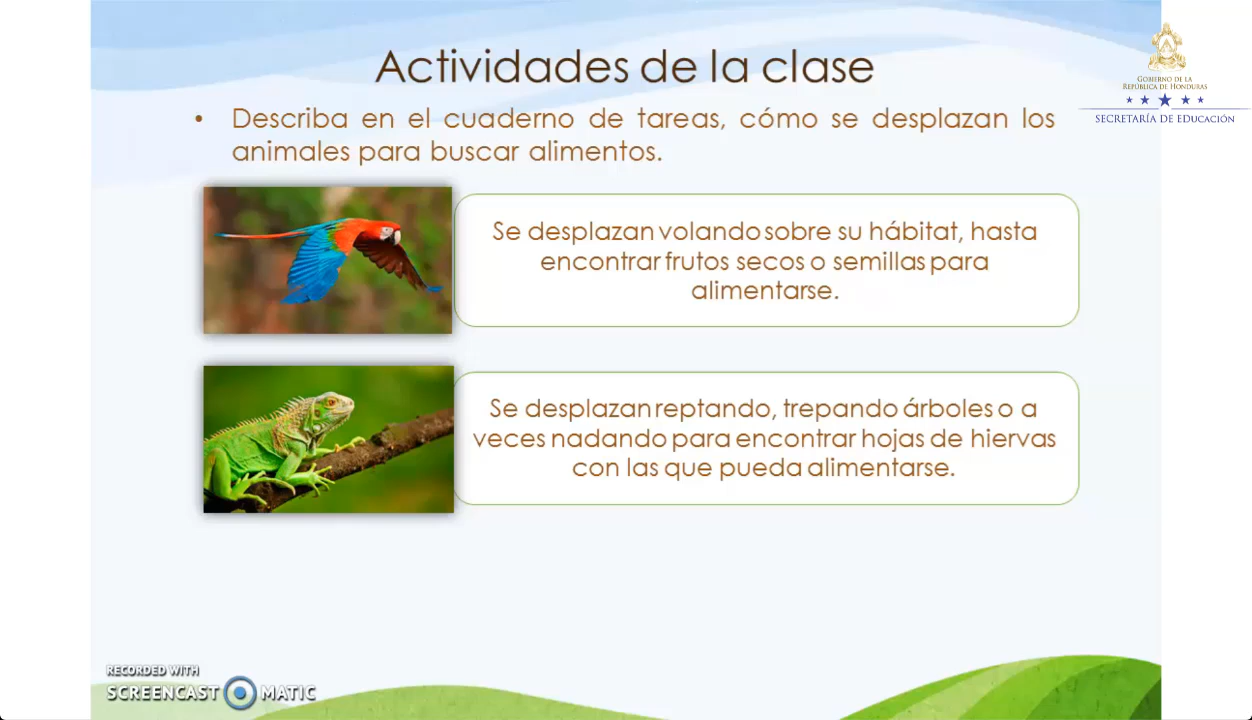 Actividades de la clase
GOBIERNO DE LA
REPÚBLICA DE HONDURAS
SECRETARÍA DE EDUCACIÓN
• Describa en el cuaderno de tareas, cómo se desplazan los
animales para buscar alimentos.
Se desplazan volando sobre su hábitat, hasta
encontrar frutos secos o semillas para
alimentarse.
Se desplazan reptando, trepando árboles o a
veces nadando para encontrar hojas de hiervas
con las que pueda alimentarse.
RECORDED WITH
SCREENCAST MATIC